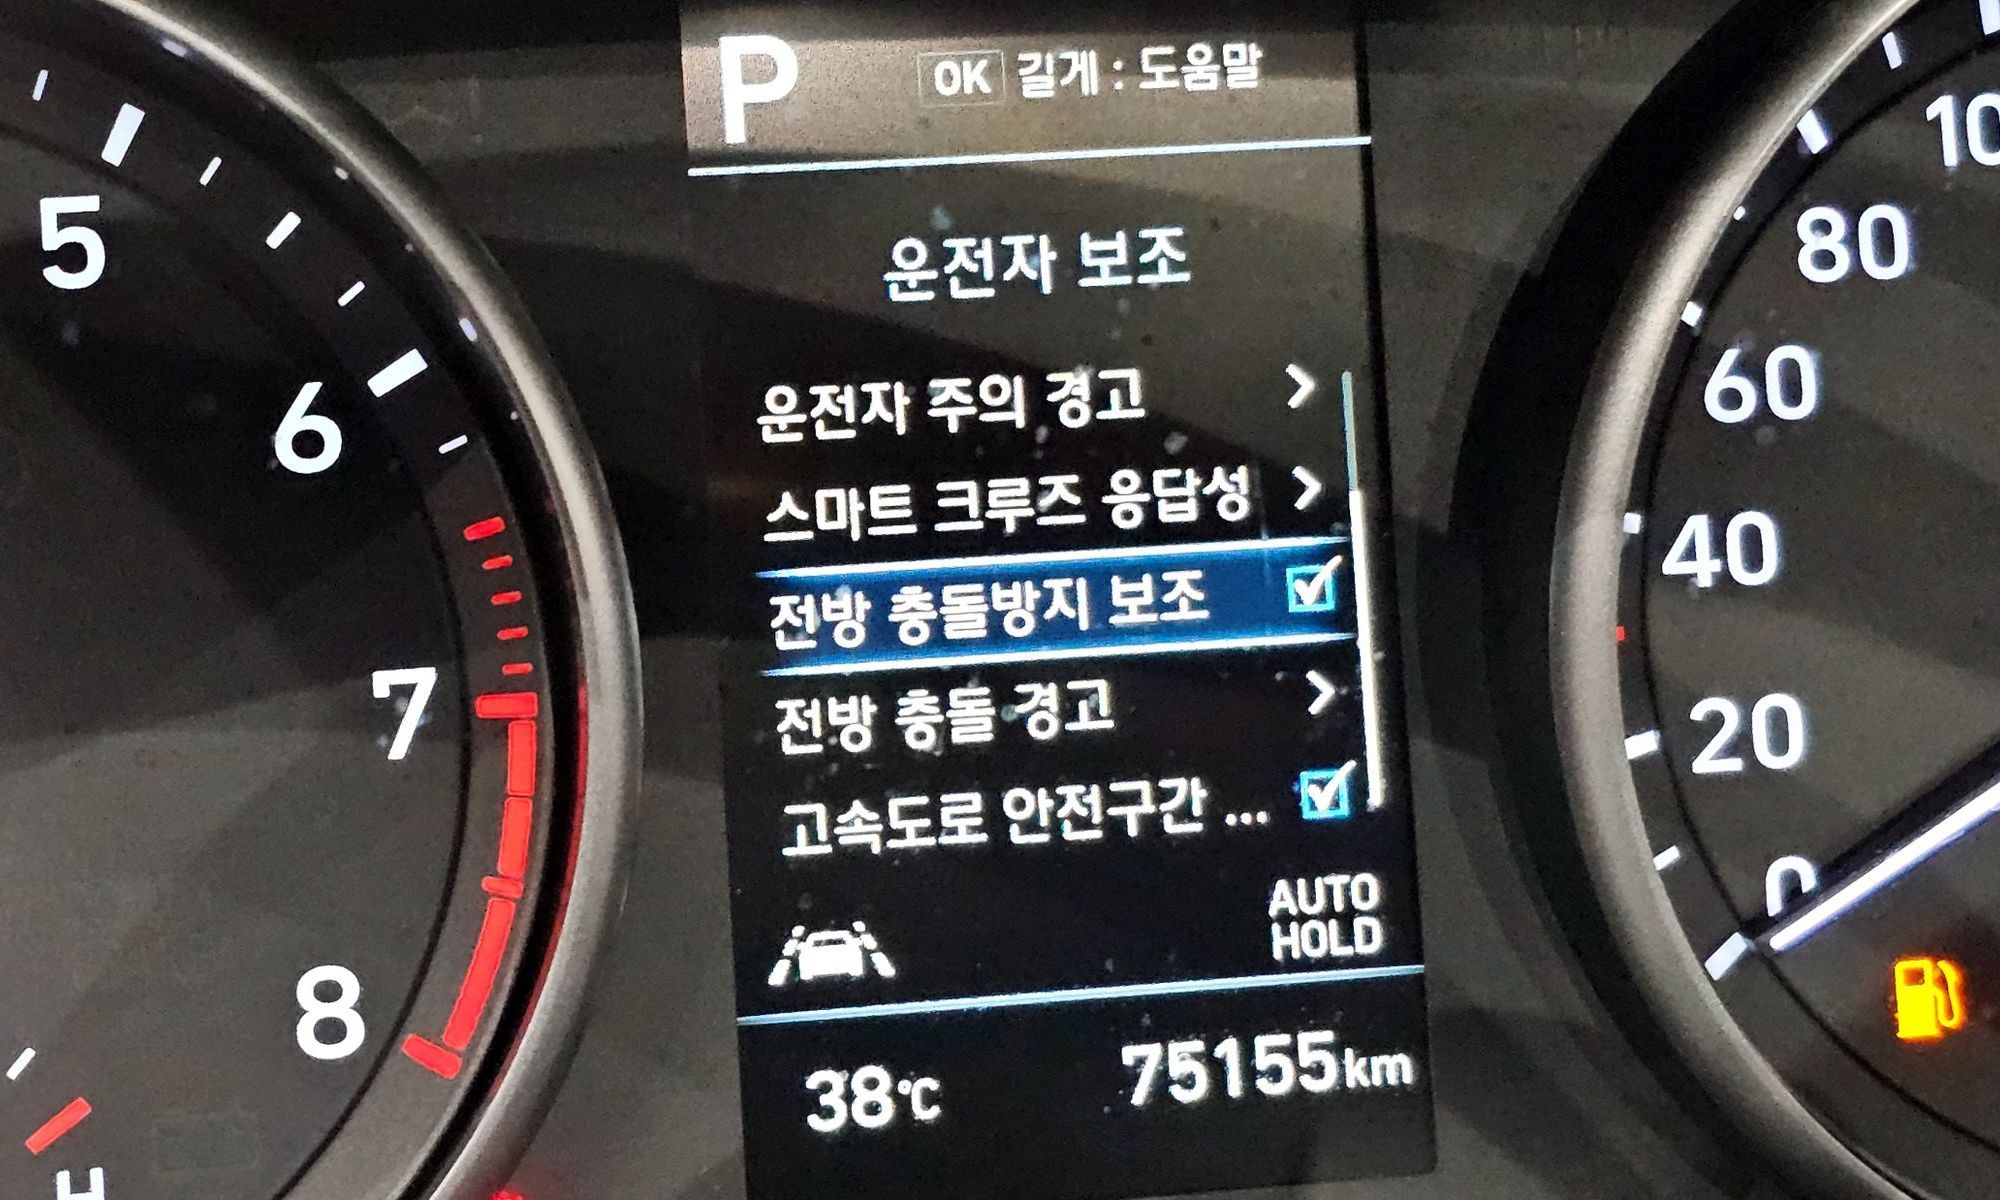 P OK 길게 : 도움말
운전자 보조
운전자 주의 경고
스마트 크루즈 응답성
전방 충돌방지 보조
전방 충돌 경고
고속도로 안전구간 ...
AUTO
HOLD
38°C 75155km
5
6
7
8
H
100
80
60
40
20
0